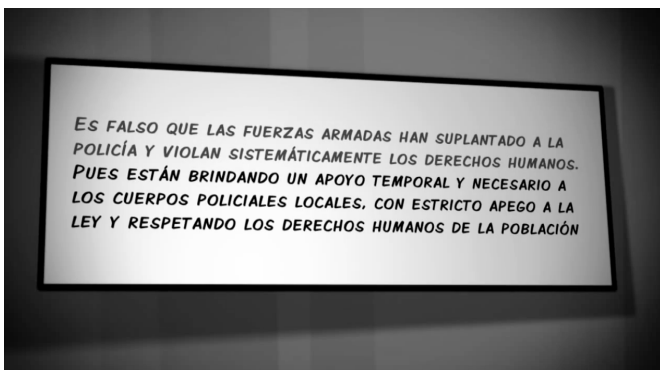 ES FALSO QUE LAS FUERZAS ARMADAS HAN SUPLANTADO A LA
POLICÍA Y VIOLAN SISTEMÁTICAMENTE LOS DERECHOS HUMANOS.
PUES ESTÁN BRINDANDO UN APOYO TEMPORAL Y NECESARIO A
LOS CUERPOS POLICIALES LOCALES, CON ESTRICTO APEGO A LA
LEY Y RESPETANDO LOS DERECHOS HUMANOS DE LA POBLACIÓN